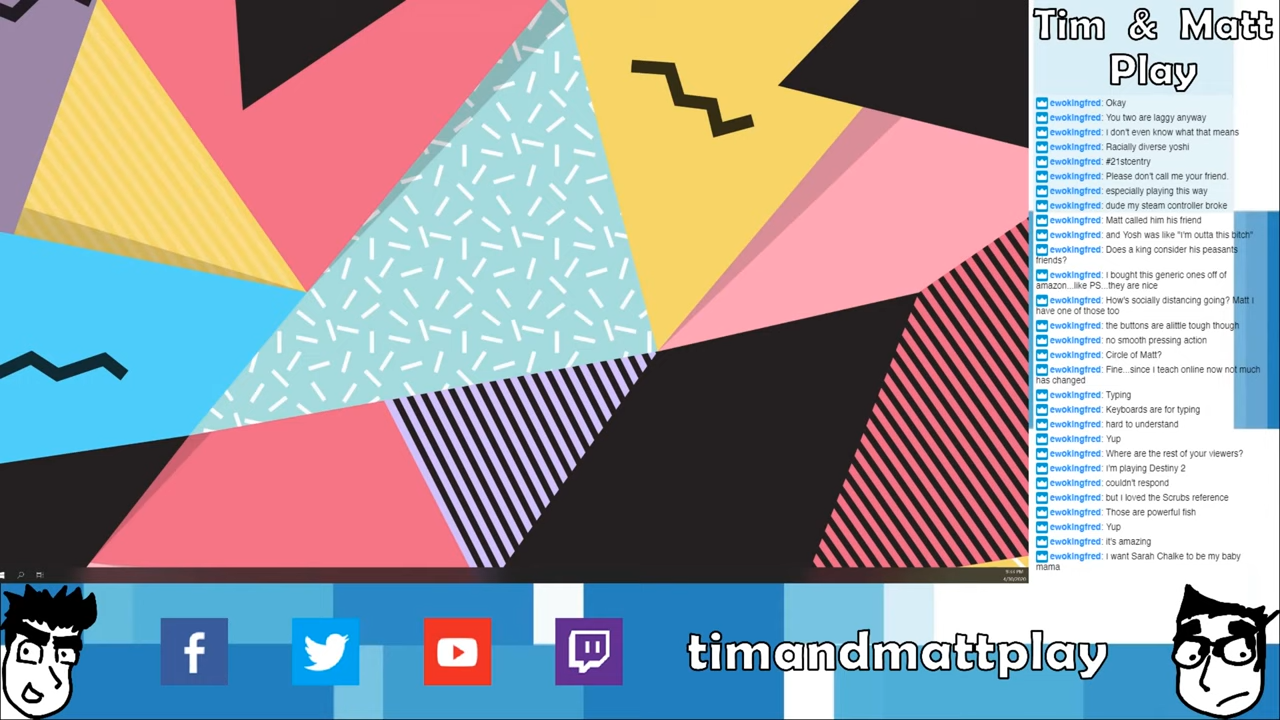 Tim & Matt
Play
ewokingfred: Okay
ewokingfred: You two are laggy anyway
ewokingfred: I don't even know what that means
ewokingfred: Racially diverse yoshi
ewokingfred: #21stcentry
ewokingfred: Please don't call me your friend.
ewokingfred: especially playing this way
ewokingfred: dude my steam controller broke
ewokingfred: Matt called him his friend
ewokingfred: and Yosh was like "I'm outta this bitch"
ewokingfred: Does a king consider his peasants
friends?
ewokingfred: I bought this generic ones off of
amazon...like PS...they are nice
ewokingfred: How's socially distancing going? Matt I
have one of those too
ewokingfred: the buttons are alittle tough though
ewokingfred: no smooth pressing action
ewokingfred: Circle of Matt?
ewokingfred: Fine...since I teach online now not much
has changed
ewokingfred: Typing
ewokingfred: Keyboards are for typing
ewokingfred: hard to understand
ewokingfred: Yup
ewokingfred: Where are the rest of your viewers?
ewokingfred: i'm playing Destiny 2
ewokingfred: couldn't respond
ewokingfred: but I loved the Scrubs reference
ewokingfred: Those are powerful fish
ewokingfred: Yup
ewokingfred: it's amazing
ewokingfred: I want Sarah Chalke to be my baby
mama
timandmattplay